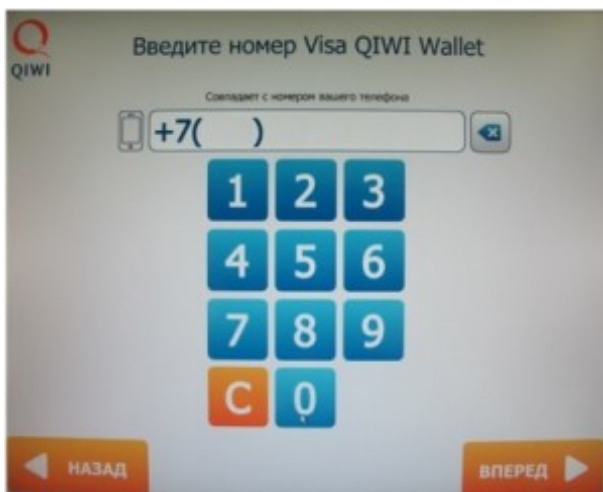 QIWI
Введите номер Visa QIWI Wallet
Совпадает с номером вашего телефона
+7( )
1 2 3
4 5 6
7 8 9
C 0
НАЗАД
ВПЕРЕД